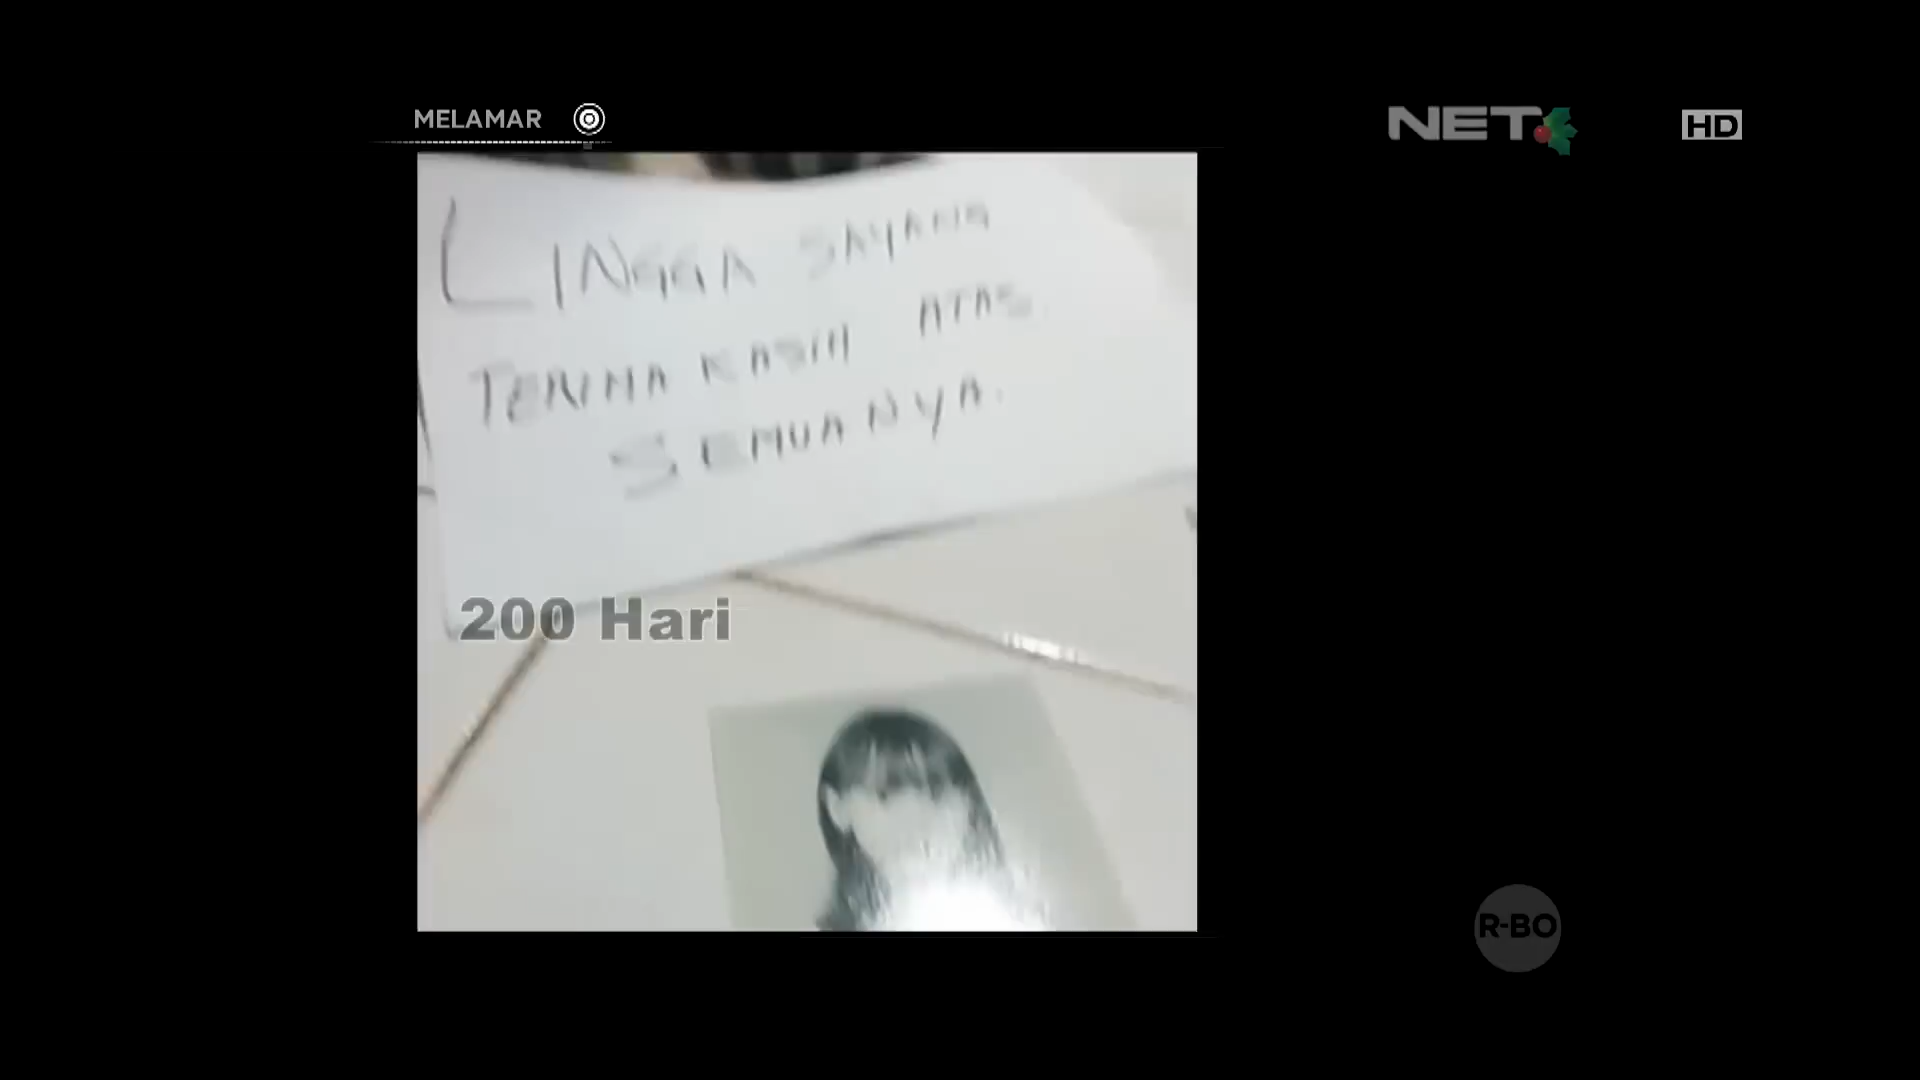 MELAMAR
NET
HD
LINGGA SAYANG
TERIMA KASIH ATAS
SEMUANYA.
200 Hari
R-BO